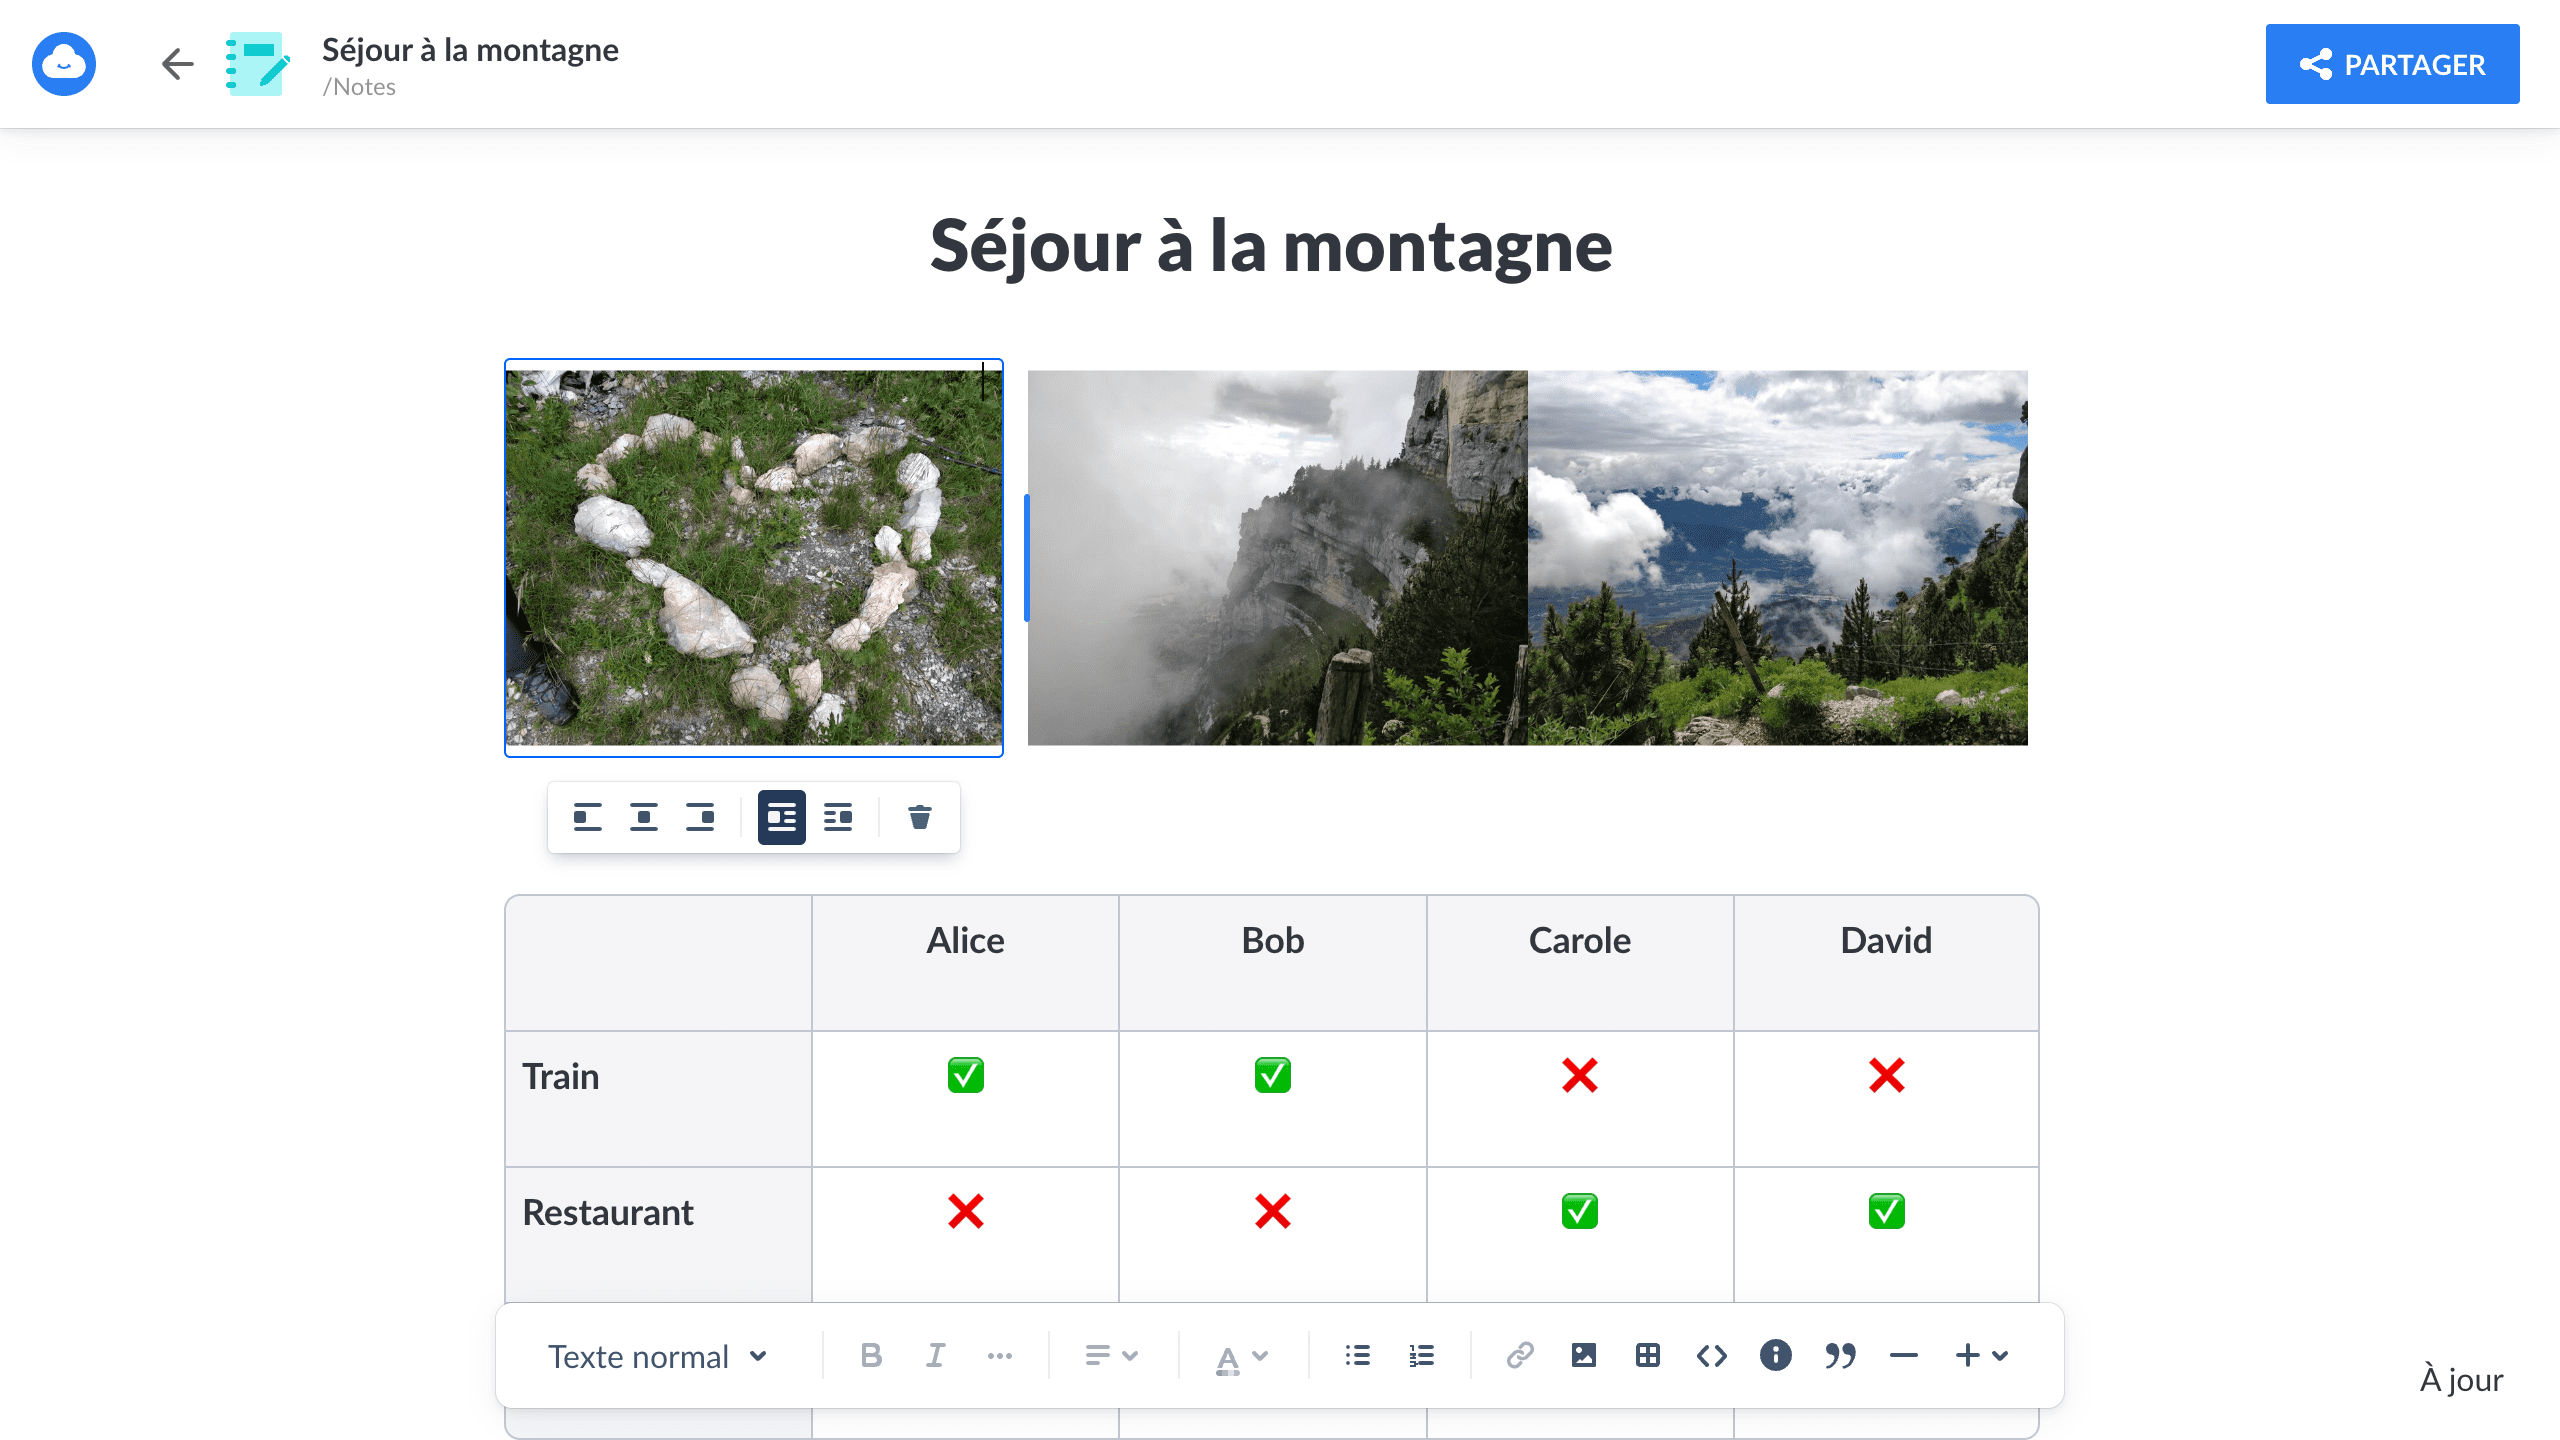 Séjour à la montagne
/Notes
PARTAGER
Séjour à la montagne
Alice Bob Carole David
Train ✅ ✅ ❌ ❌
Restaurant ❌ ❌ ✅ ✅
Texte normal
À jour